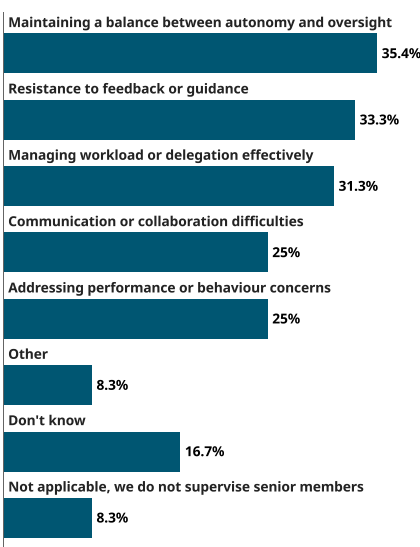 Maintaining a balance between autonomy and oversight
35.4%
Resistance to feedback or guidance
33.3%
Managing workload or delegation effectively
31.3%
Communication or collaboration difficulties
25%
Addressing performance or behaviour concerns
25%
Other
8.3%
Don't know
16.7%
Not applicable, we do not supervise senior members
8.3%